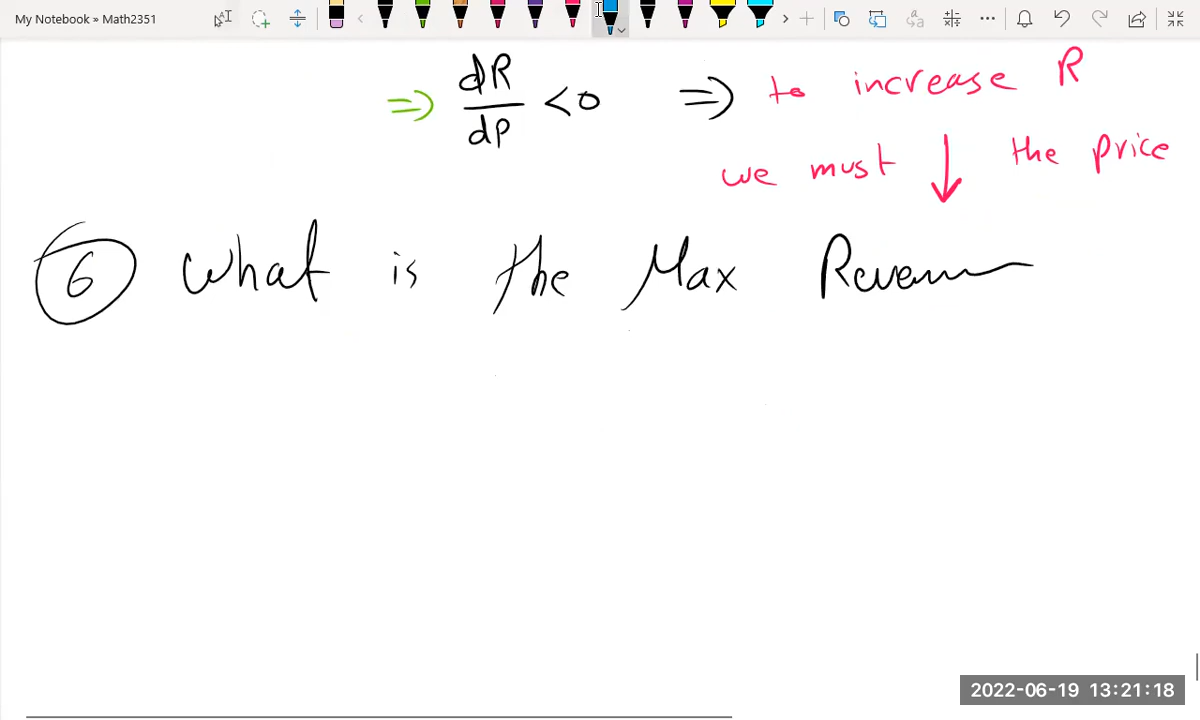 My Notebook » Math2351
⇒ dR/dp <0 ⇒ to increase R
we must ↓ the price
6 What is the Max Revenu
2022-06-19 13:21:18